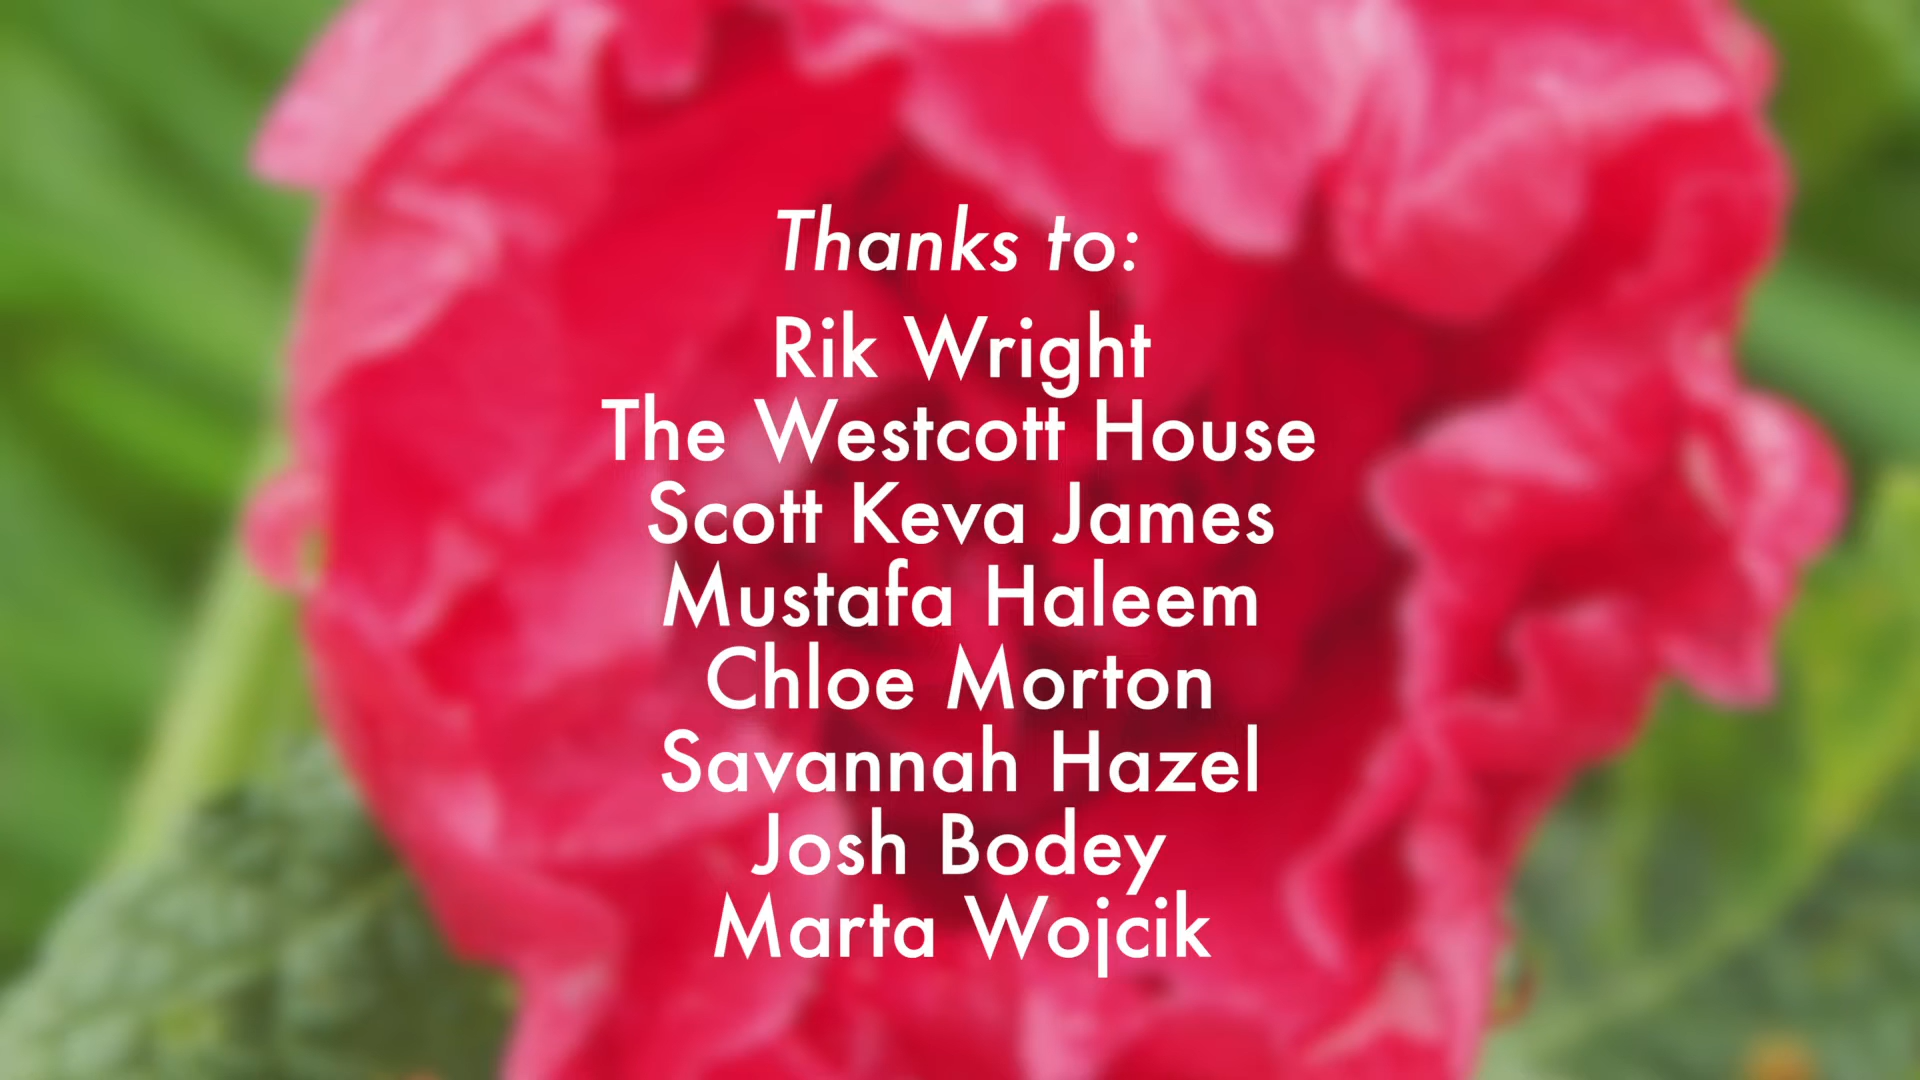 Thanks to:
Rik Wright
The Westcott House
Scott Keva James
Mustafa Haleem
Chloe Morton
Savannah Hazel
Josh Bodey
Marta Wojcik